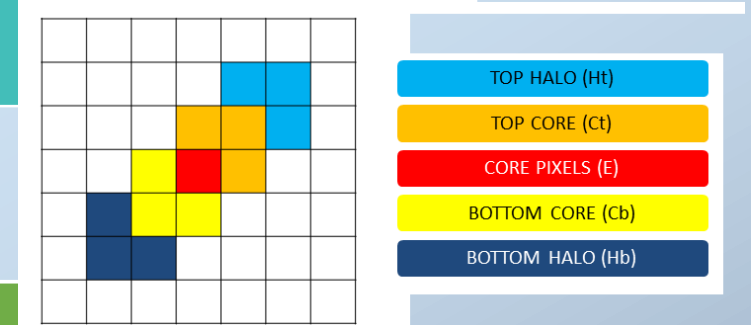 TOP HALO (Ht)
TOP CORE (Ct)
CORE PIXELS (E)
BOTTOM CORE (Cb)
BOTTOM HALO (Hb)